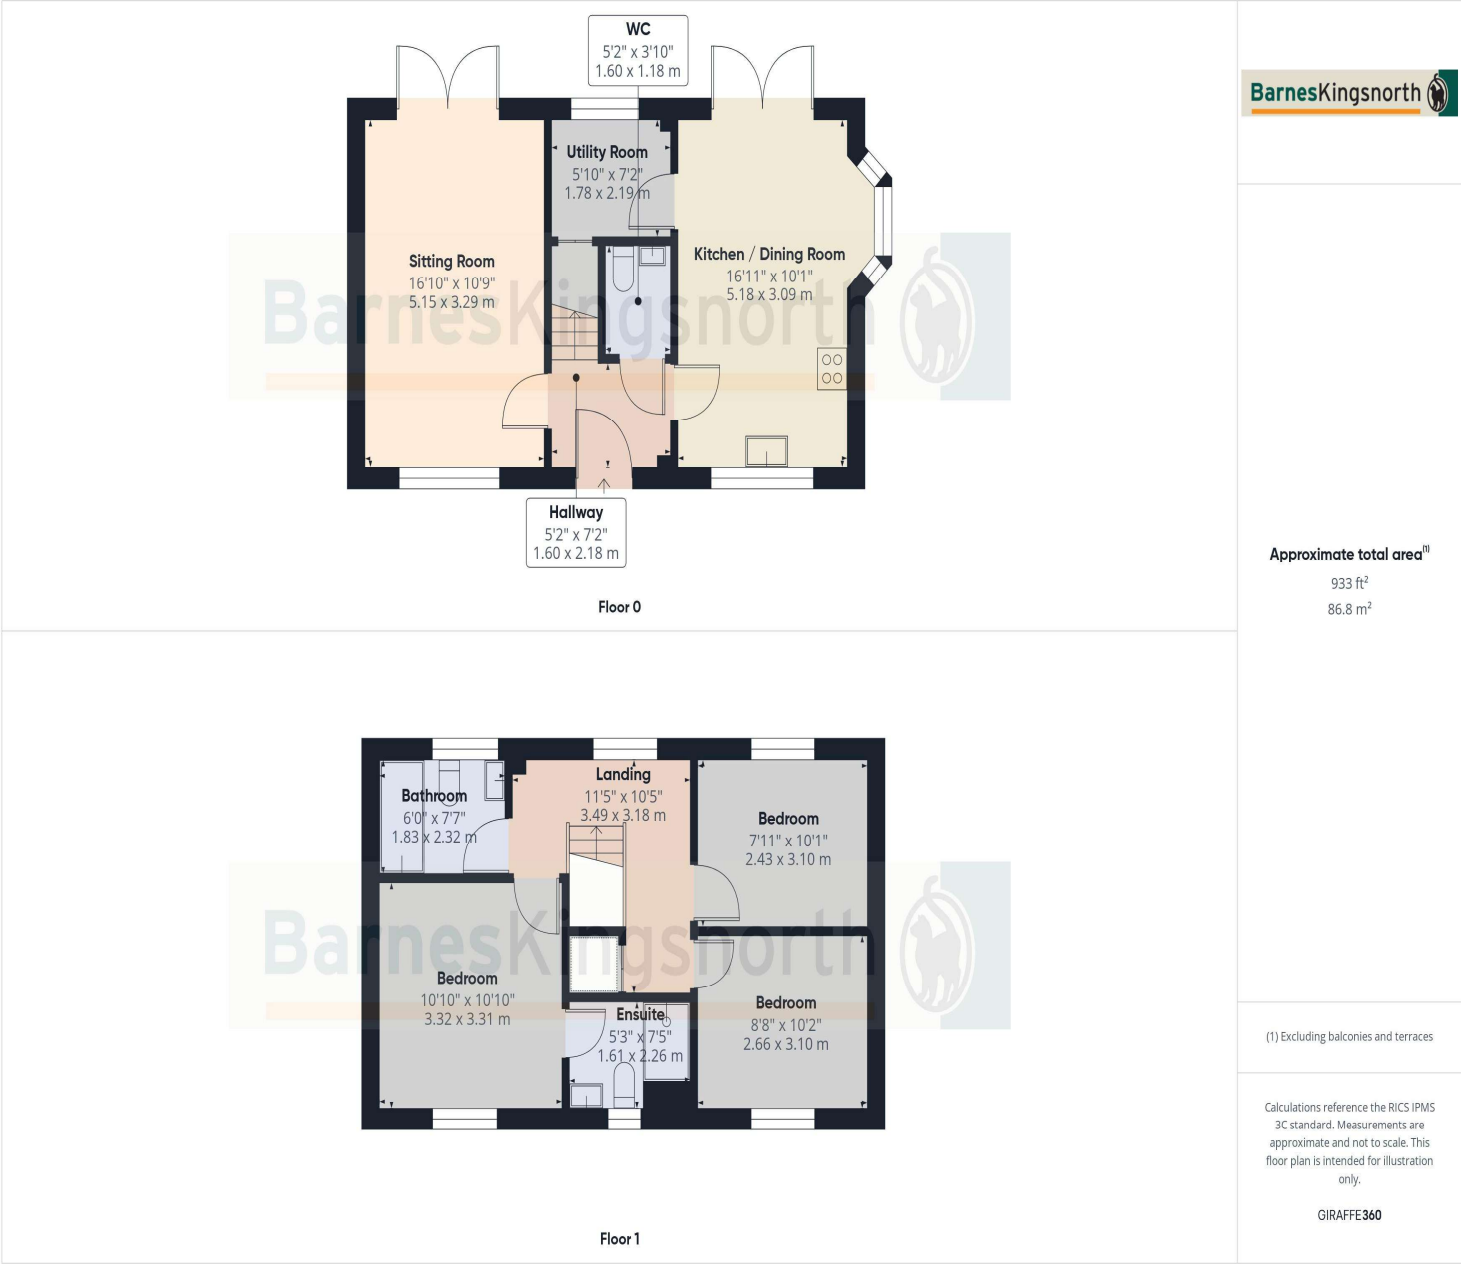 WC
5'2" x 3'10"
1.60 x 1.18 m
Utility Room
5'10" x 7'2"
1.78 x 2.19 m
Sitting Room
16'10" x 10'9"
5.15 x 3.29 m
Kitchen / Dining Room
16'11" x 10'1"
5.18 x 3.09 m
BarnesKingsnorth
Hallway
5'2" x 7'2"
1.60 x 2.18 m
Floor 0
Landing
11'5" x 10'5"
3.49 x 3.18 m
Bathroom
6'0" x 7'7"
1.83 x 2.32 m
Bedroom
7'11" x 10'1"
2.43 x 3.10 m
BarnesKingsnorth
Bedroom
10'10" x 10'10"
3.32 x 3.31 m
Ensuite
5'3" x 7'5"
1.61 x 2.26 m
Bedroom
8'8" x 10'2"
2.66 x 3.10 m
Floor 1
BarnesKingsnorth
Approximate total area(1)
933 ft²
86.8 m²
(1) Excluding balconies and terraces
Calculations reference the RICS IPMS
3C standard. Measurements are
approximate and not to scale. This
floor plan is intended for illustration
only.
GIRAFFE360